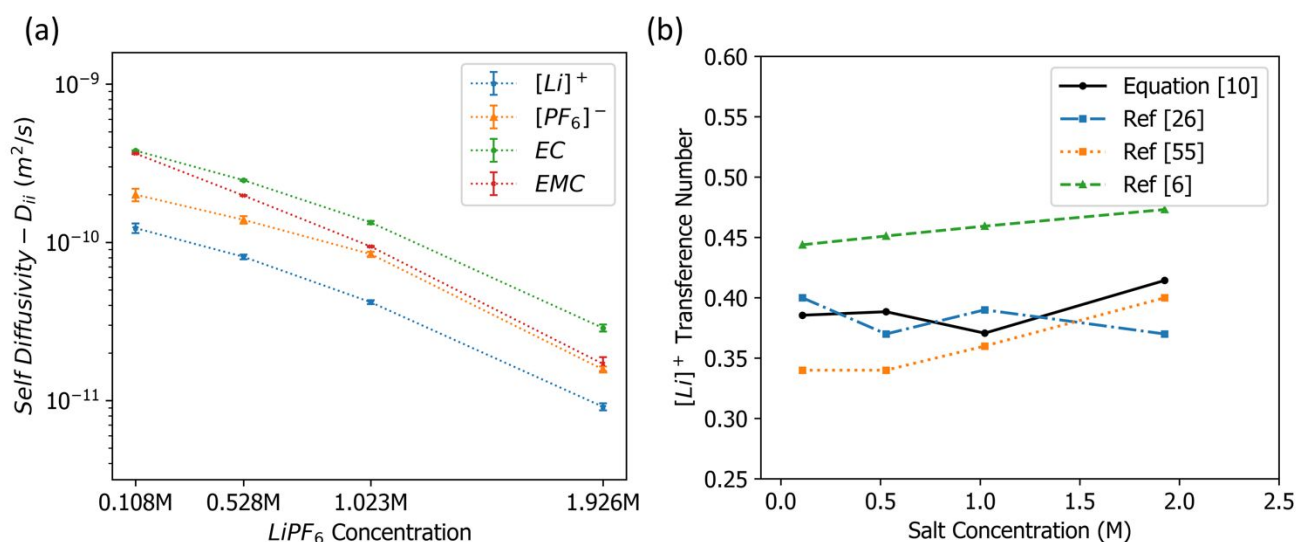 (a)
10⁻⁹
10⁻¹⁰
10⁻¹¹
Self Diffusivity − Dᵢᵢ (m²/s)
[Li]⁺
[PF₆]⁻
EC
EMC
0.108M 0.528M 1.023M 1.926M
LiPF₆ Concentration
(b)
0.60
0.55
0.50
0.45
0.40
0.35
0.30
0.25
[Li]⁺ Transference Number
Equation [10]
Ref [26]
Ref [55]
Ref [6]
0.0 0.5 1.0 1.5 2.0 2.5
Salt Concentration (M)